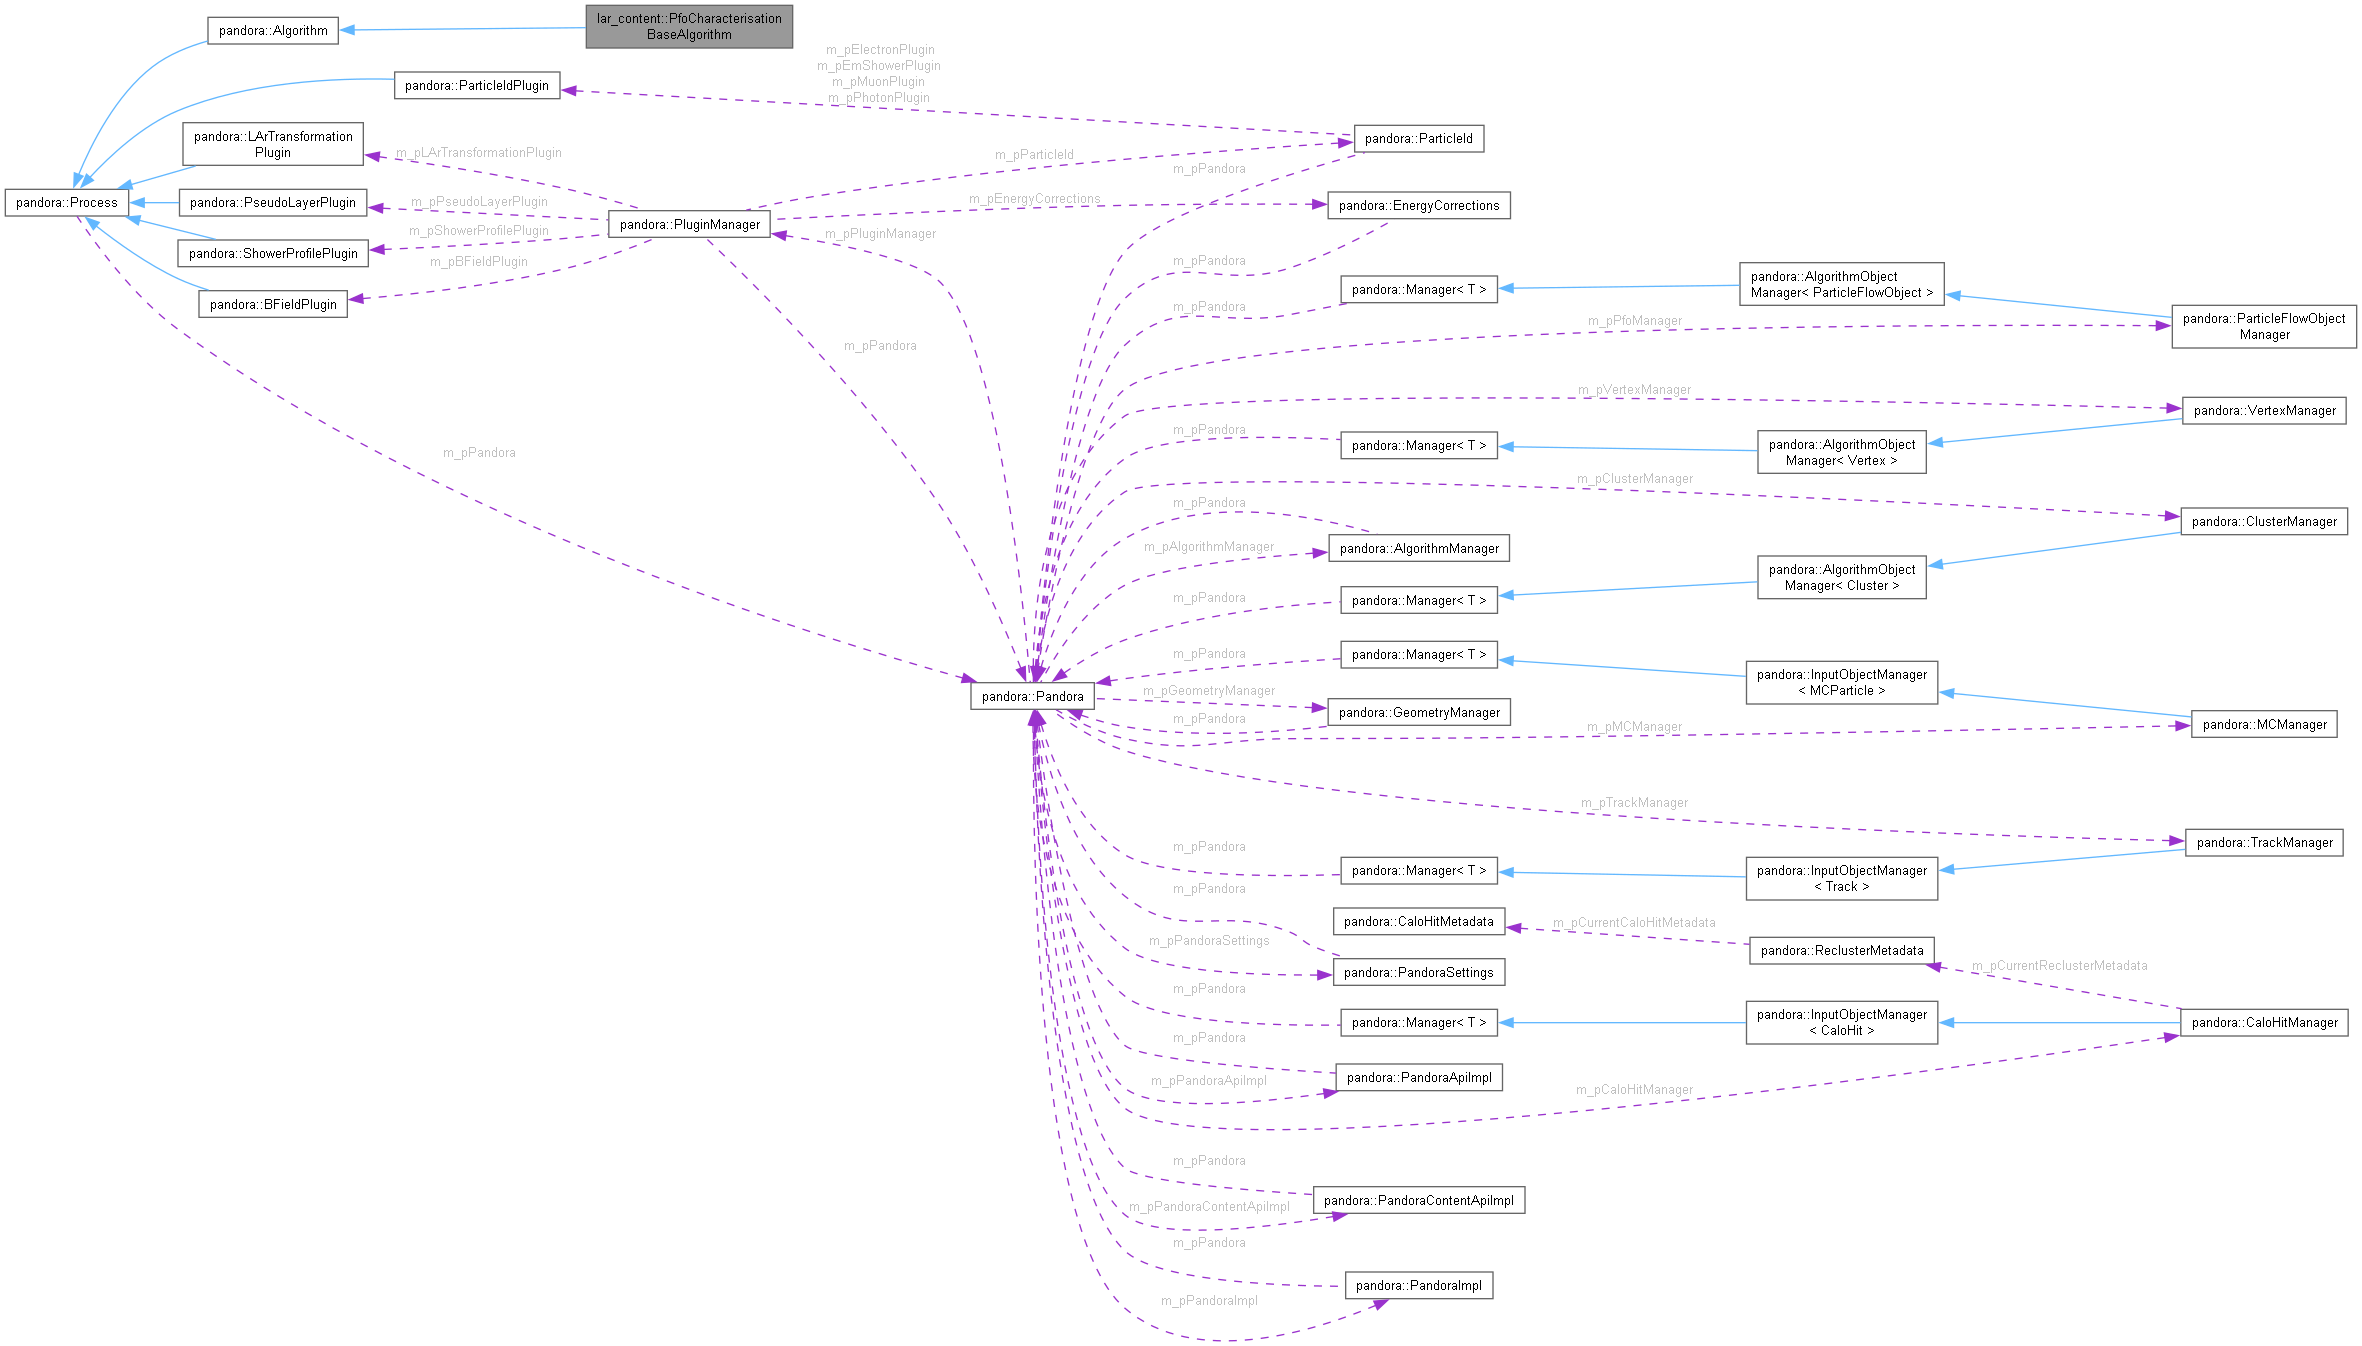 lar_content::PfoCharacterisation
BaseAlgorithm
pandora::Algorithm
m_pElectronPlugin
m_pEmShowerPlugin
m_pMuonPlugin
m_pPhotonPlugin
pandora::ParticleIdPlugin
pandora::LArTransformation
Plugin
m_pLArTransformationPlugin
m_pParticleId
pandora::ParticleId
m_pPandora
pandora::Process
pandora::PseudoLayerPlugin
m_pPseudoLayerPlugin
m_pEnergyCorrections
pandora::EnergyCorrections
pandora::PluginManager
m_pShowerProfilePlugin
m_pPluginManager
pandora::ShowerProfilePlugin
m_pBFieldPlugin
m_pPandora
pandora::BFieldPlugin
pandora::Manager< T >
pandora::AlgorithmObject
Manager< ParticleFlowObject >
m_pPandora
m_pPfoManager
pandora::ParticleFlowObject
Manager
m_pPandora
m_pVertexManager
pandora::VertexManager
m_pPandora
pandora::Manager< T >
pandora::AlgorithmObject
Manager< Vertex >
m_pPandora
m_pClusterManager
m_pPandora
pandora::ClusterManager
m_pAlgorithmManager
pandora::AlgorithmManager
pandora::AlgorithmObject
Manager< Cluster >
m_pPandora
pandora::Manager< T >
m_pPandora
pandora::Manager< T >
pandora::InputObjectManager
< MCParticle >
pandora::Pandora
m_pGeometryManager
pandora::GeometryManager
m_pPandora
m_pMCManager
pandora::MCManager
m_pTrackManager
pandora::TrackManager
m_pPandora
pandora::Manager< T >
pandora::InputObjectManager
< Track >
m_pPandora
pandora::CaloHitMetadata
m_pCurrentCaloHitMetadata
pandora::ReclusterMetadata
m_pPandoraSettings
pandora::PandoraSettings
m_pCurrentReclusterMetadata
m_pPandora
pandora::Manager< T >
pandora::InputObjectManager
< CaloHit >
pandora::CaloHitManager
m_pPandora
m_pPandoraApiImpl
pandora::PandoraApiImpl
m_pCaloHitManager
m_pPandora
m_pPandoraContentApiImpl
pandora::PandoraContentApiImpl
m_pPandora
pandora::PandoraImpl
m_pPandoraImpl